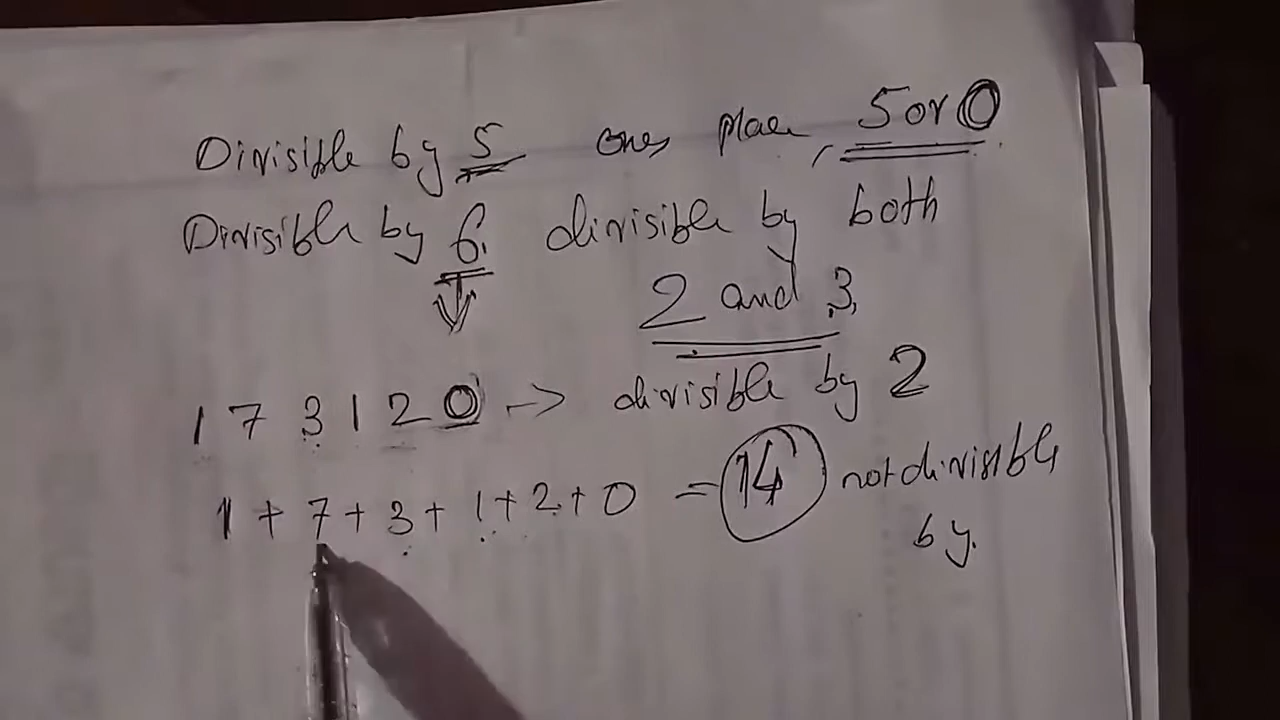 Divisible by 5 ones place, 5 or 0
Divisible by 6. divisible by both
2 and 3.
1 7 3 1 2 0 -> divisible by 2
1 + 7 + 3 + 1 + 2 + 0 = 14 not divisible
by.